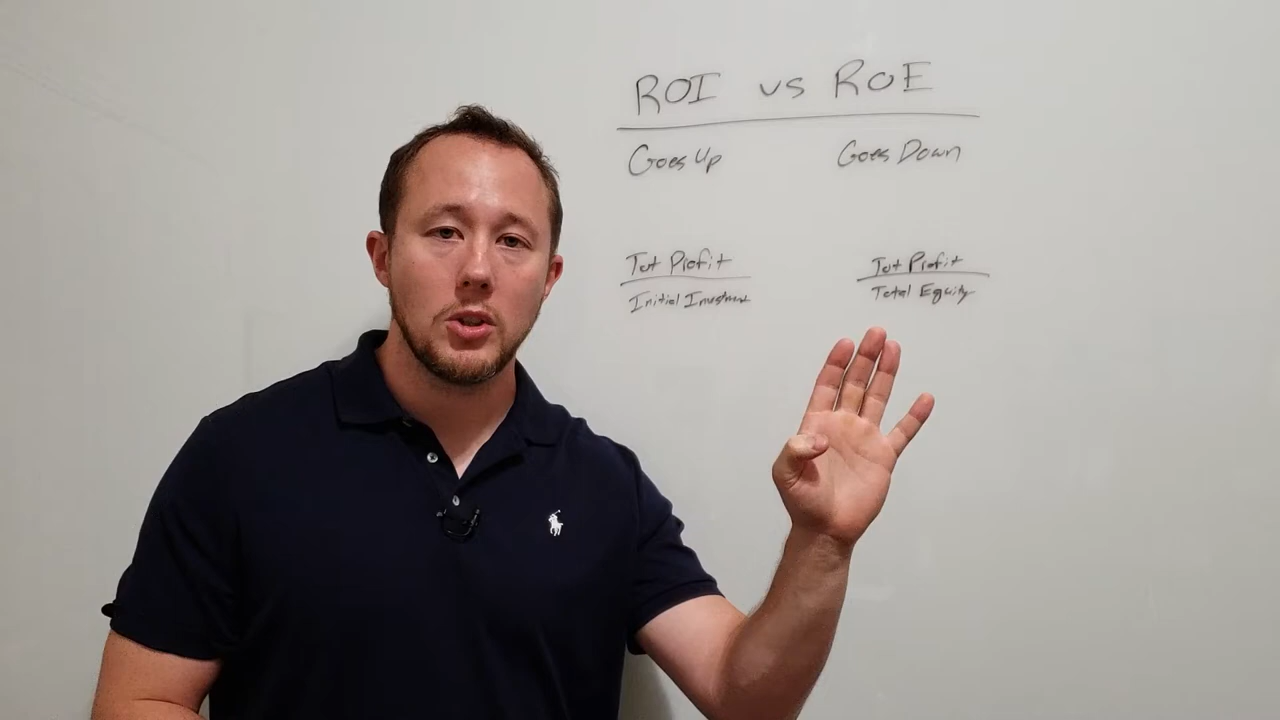 ROI vs ROE
Goes Up
Goes Down
Tot Profit
Initial Investment
Tot Profit
Total Equity